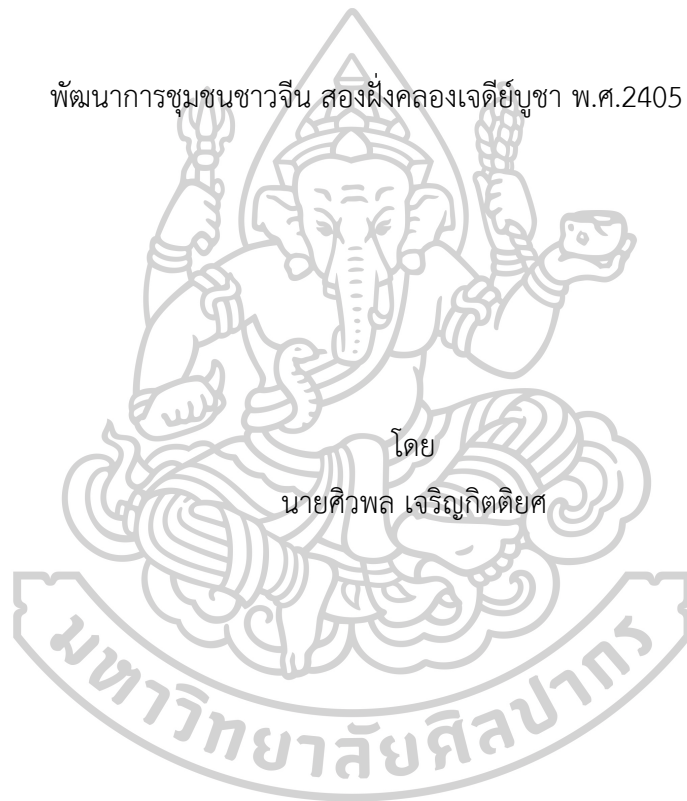 พัฒนาการชุมชนชาวจีน สองฝั่งคลองเจดีย์บูชา พ.ศ.2405
โดย
นายศิวพล เจริญกิตติยศ
มหาวิทยาลัยศิลปากร